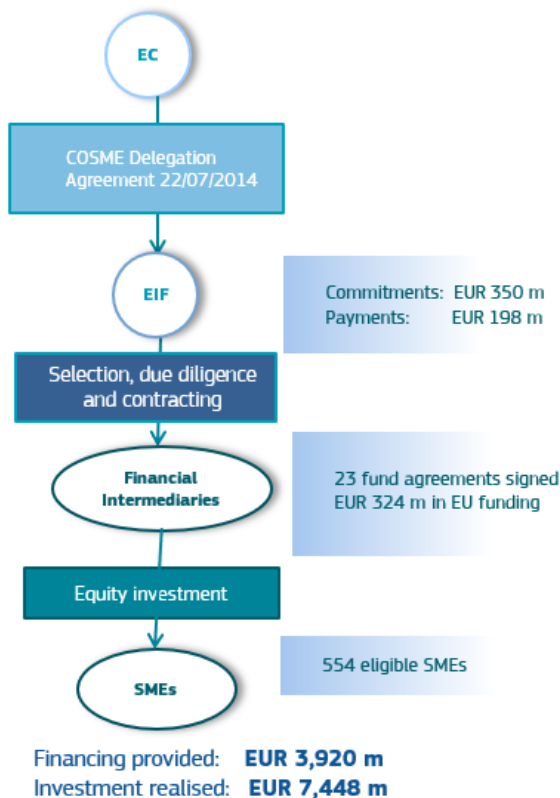 EC
COSME Delegation
Agreement 22/07/2014
EIF
Commitments: EUR 350 m
Payments: EUR 198 m
Selection, due diligence
and contracting
Financial
Intermediaries
23 fund agreements signed
EUR 324 m in EU funding
Equity investment
554 eligible SMEs
SMEs
Financing provided: EUR 3,920 m
Investment realised: EUR 7,448 m